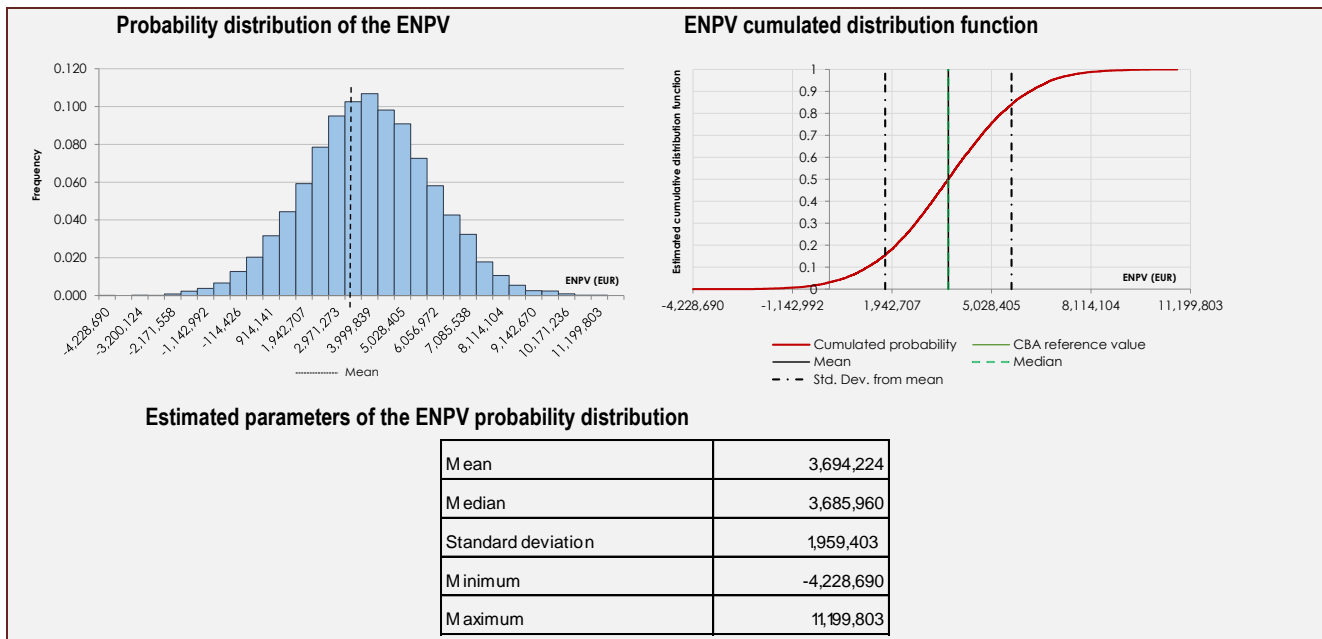 Probability distribution of the ENPV
0.120
0.100
0.080
0.060
0.040
0.020
0.000
Frequency
ENPV (EUR)
-4,228,690
-3,200,124
-2,171,558
-1,142,992
-114,426
914,141
1,942,707
2,971,273
3,999,839
5,028,405
6,056,972
7,085,538
8,114,104
9,142,670
10,171,236
11,199,803
Mean
ENPV cumulated distribution function
Estimated cumulative distribution function
1
0.9
0.8
0.7
0.6
0.5
0.4
0.3
0.2
0.1
0
ENPV (EUR)
-4,228,690
-1,142,992
1,942,707
5,028,405
8,114,104
11,199,803
Cumulated probability
CBA reference value
Mean
Median
Std. Dev. from mean
Estimated parameters of the ENPV probability distribution
Mean 3,694,224
Median 3,685,960
Standard deviation 1,959,403
Minimum -4,228,690
Maximum 11,199,803